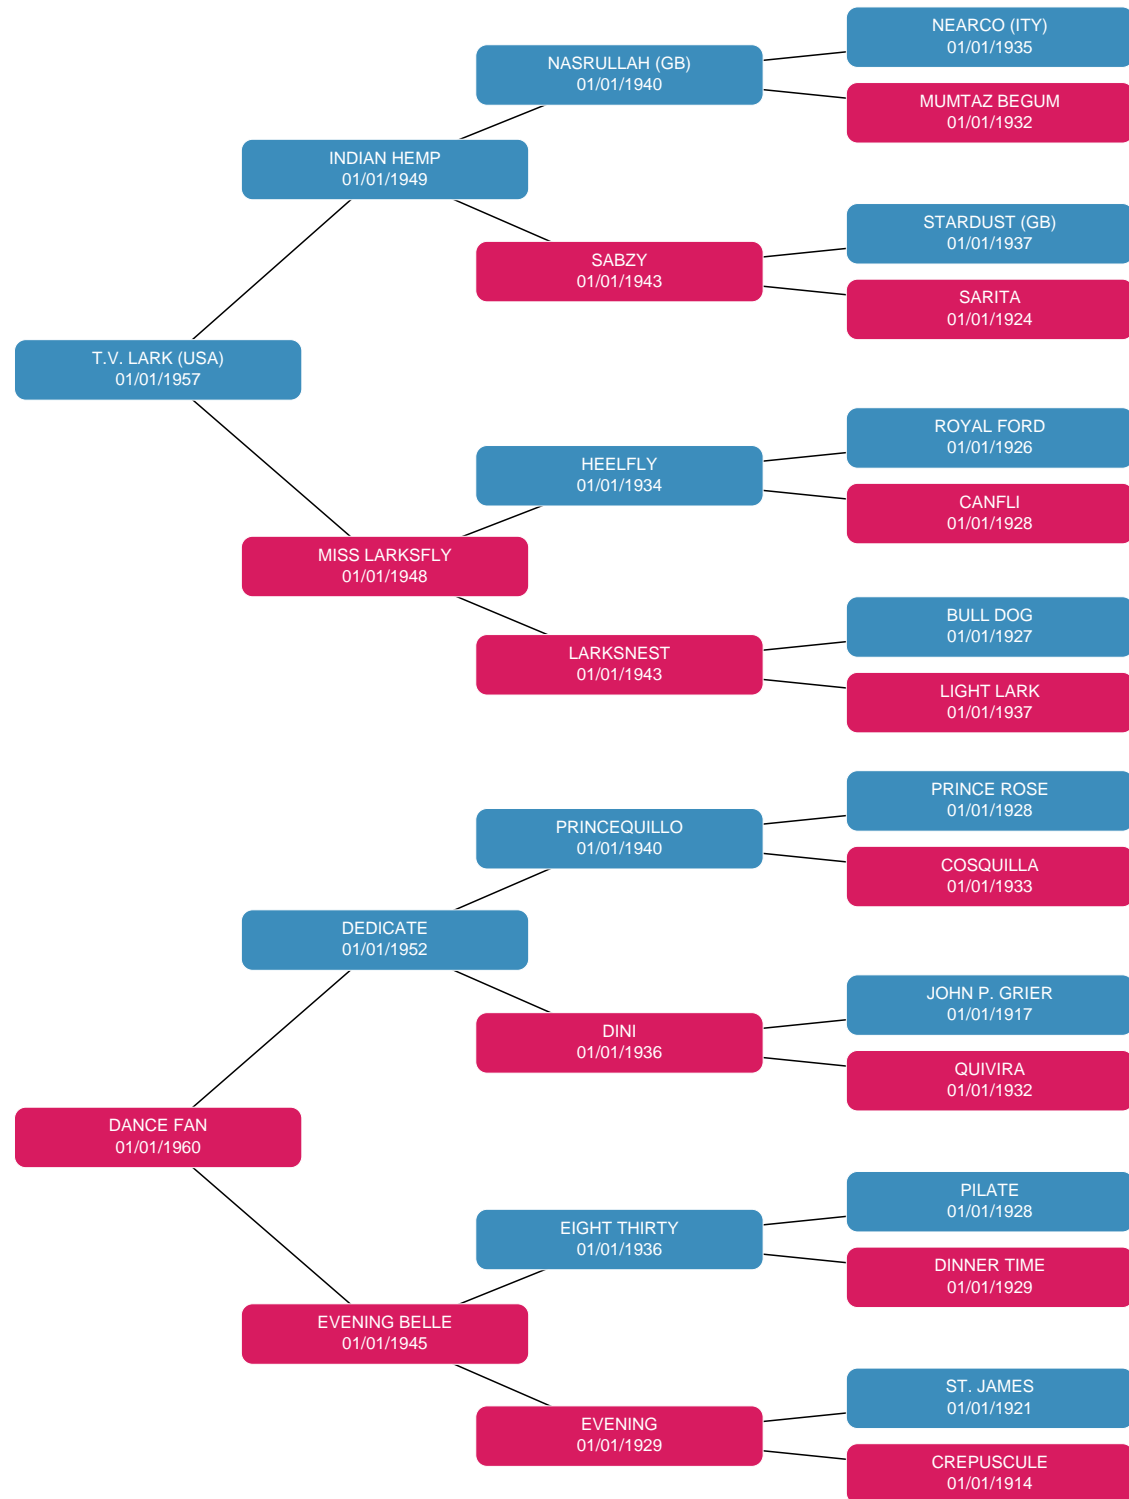 NEARCO (ITY)
01/01/1935
NASRULLAH (GB)
01/01/1940
MUMTAZ BEGUM
01/01/1932
INDIAN HEMP
01/01/1949
STARDUST (GB)
01/01/1937
SABZY
01/01/1943
SARITA
01/01/1924
T.V. LARK (USA)
01/01/1957
ROYAL FORD
01/01/1926
HEELFLY
01/01/1934
CANFLI
01/01/1928
MISS LARKSFLY
01/01/1948
BULL DOG
01/01/1927
LARKSNEST
01/01/1943
LIGHT LARK
01/01/1937
PRINCE ROSE
01/01/1928
PRINCEQUILLO
01/01/1940
COSQUILLA
01/01/1933
DEDICATE
01/01/1952
JOHN P. GRIER
01/01/1917
DINI
01/01/1936
QUIVIRA
01/01/1932
DANCE FAN
01/01/1960
PILATE
01/01/1928
EIGHT THIRTY
01/01/1936
DINNER TIME
01/01/1929
EVENING BELLE
01/01/1945
ST. JAMES
01/01/1921
EVENING
01/01/1929
CREPUSCULE
01/01/1914